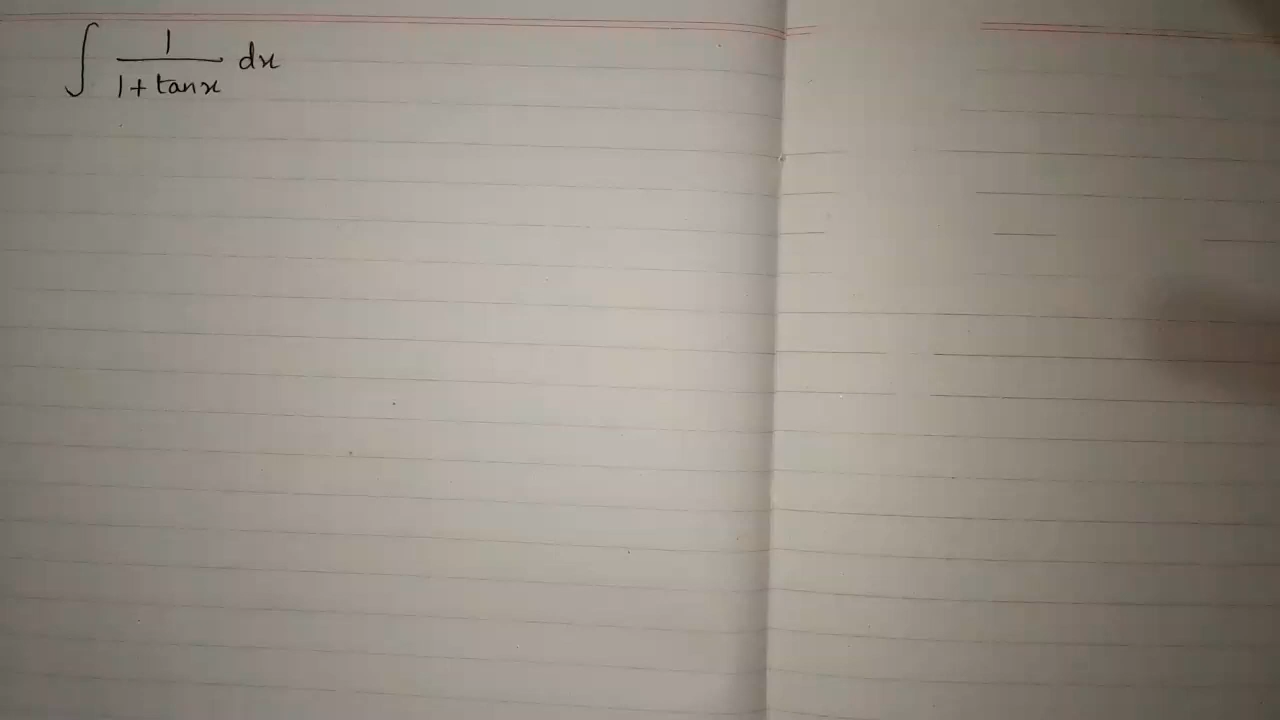 ∫ 1/(1+tanx) dx